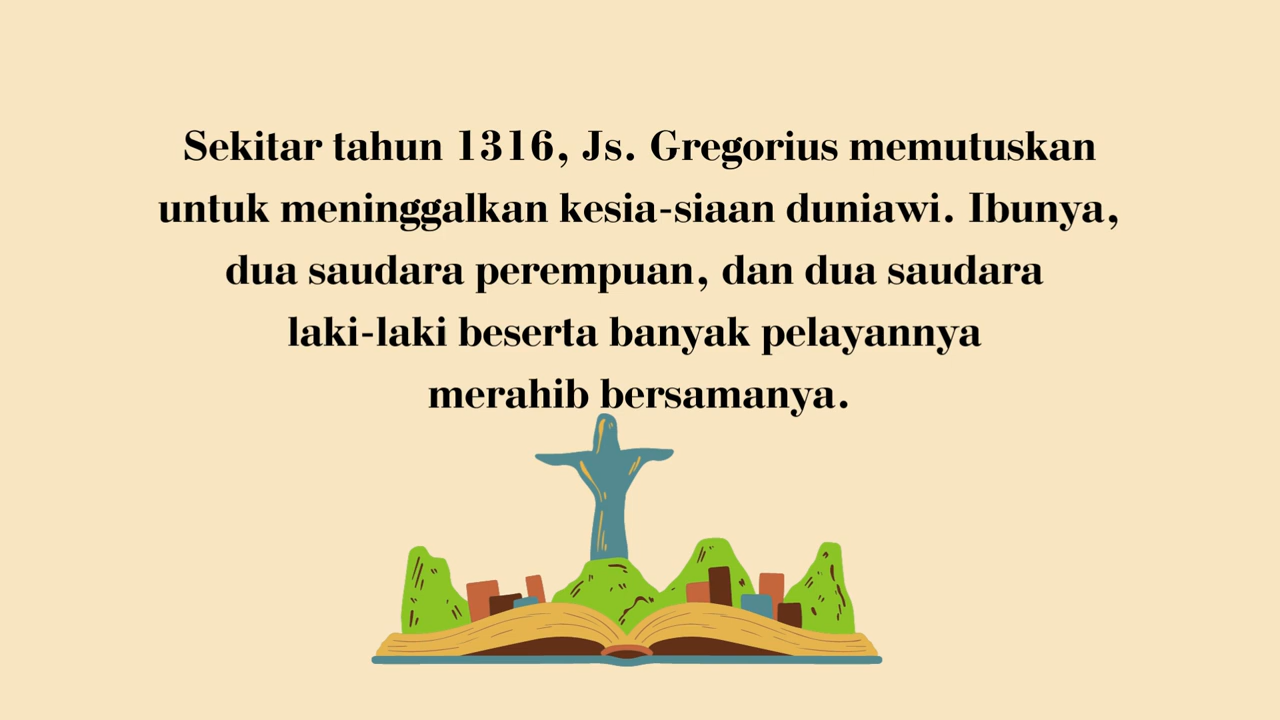 Sekitar tahun 1316, Js. Gregorius memutuskan
untuk meninggalkan kesia-siaan duniawi. Ibunya,
dua saudara perempuan, dan dua saudara
laki-laki beserta banyak pelayannya
merahib bersamanya.